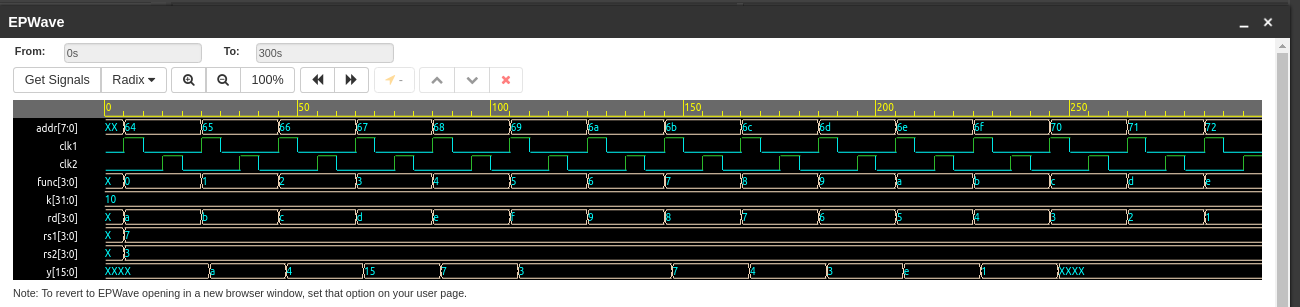 EPWave
From: 0s To: 300s
Get Signals Radix 100% -
0 50 100 150 200 250
addr[7:0] XX 64 65 66 67 68 69 6a 6b 6c 6d 6e 6f 70 71 72
clk1
clk2
func[3:0] X 0 1 2 3 4 5 6 7 8 9 a b c d e
k[31:0] 10
rd[3:0] X a b c d e f 9 8 7 6 5 4 3 2 1
rs1[3:0] X 7
rs2[3:0] X 3
y[15:0] XXXX a 4 15 7 3 7 4 3 e 1 XXXX
Note: To revert to EPWave opening in a new browser window, set that option on your user page.